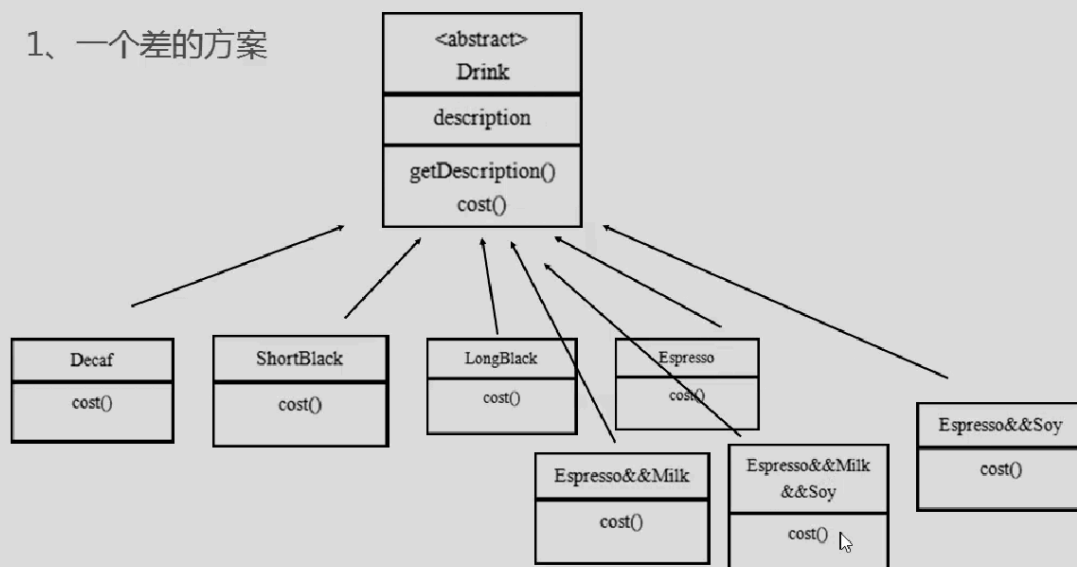 1、一个差的方案
<abstract>
Drink
description
getDescription()
cost()
Decaf
cost()
ShortBlack
cost()
LongBlack
cost()
Espresso
cost()
Espresso&&Milk
cost()
Espresso&&Milk
&&Soy
cost()
Espresso&&Soy
cost()